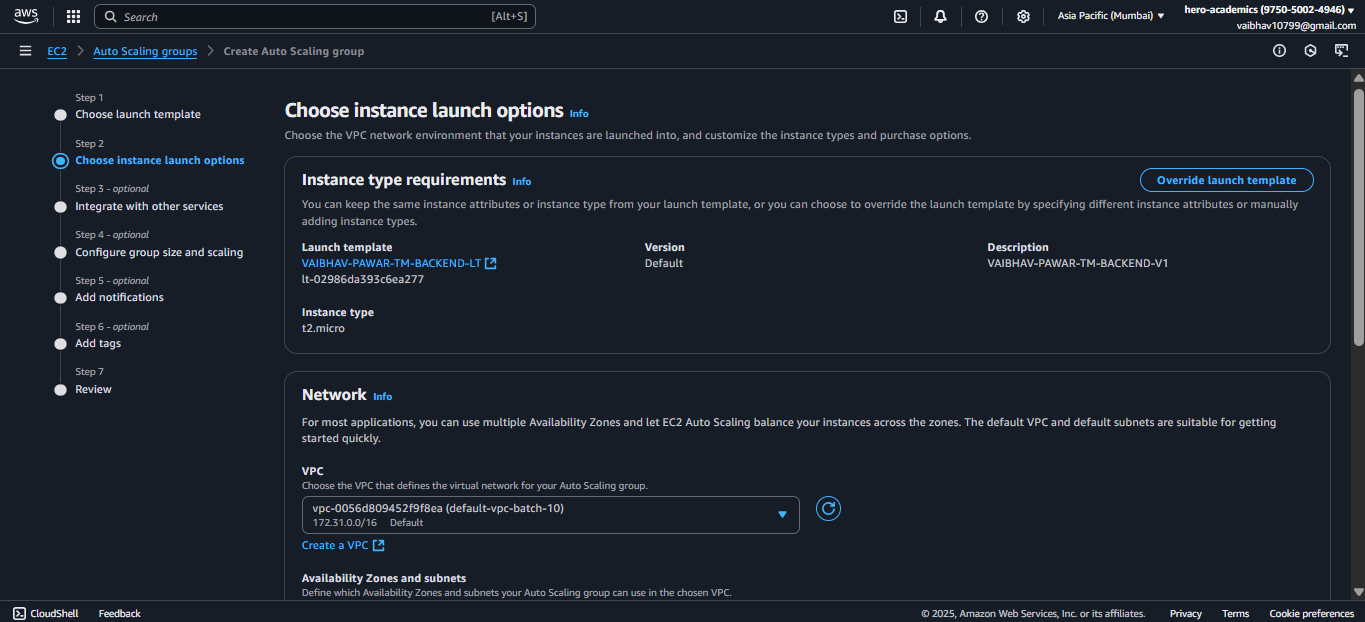 aws
Search [Alt+S]
Asia Pacific (Mumbai)
hero-academics (9750-5002-4946)
vaibhav10799@gmail.com
EC2 > Auto Scaling groups > Create Auto Scaling group
Step 1
Choose launch template
Step 2
Choose instance launch options
Step 3 - optional
Integrate with other services
Step 4 - optional
Configure group size and scaling
Step 5 - optional
Add notifications
Step 6 - optional
Add tags
Step 7
Review
Choose instance launch options Info
Choose the VPC network environment that your instances are launched into, and customize the instance types and purchase options.
Instance type requirements Info
Override launch template
You can keep the same instance attributes or instance type from your launch template, or you can choose to override the launch template by specifying different instance attributes or manually
adding instance types.
Launch template
VAIBHAV-PAWAR-TM-BACKEND-LT
lt-02986da393c6ea277
Version
Default
Description
VAIBHAV-PAWAR-TM-BACKEND-V1
Instance type
t2.micro
Network Info
For most applications, you can use multiple Availability Zones and let EC2 Auto Scaling balance your instances across the zones. The default VPC and default subnets are suitable for getting
started quickly.
VPC
Choose the VPC that defines the virtual network for your Auto Scaling group.
vpc-0056d809452f9f8ea (default-vpc-batch-10)
172.31.0.0/16 Default
Create a VPC
Availability Zones and subnets
Define which Availability Zones and subnets your Auto Scaling group can use in the chosen VPC.
CloudShell Feedback
© 2025, Amazon Web Services, Inc. or its affiliates. Privacy Terms Cookie preferences